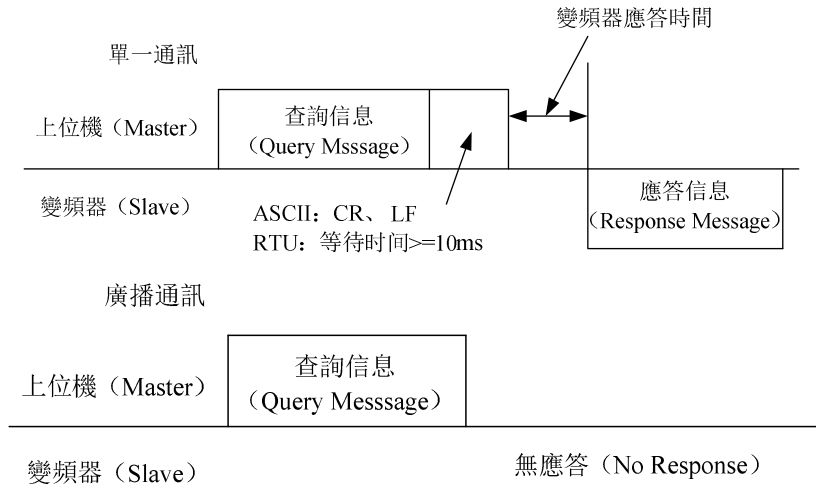 變頻器應答時間
單一通訊
上位機（Master）
查詢信息
（Query Msssage）
變頻器（Slave）
ASCII：CR、 LF
RTU：等待时间>=10ms
應答信息
（Response Message）
廣播通訊
上位機（Master）
查詢信息
（Query Messsage）
變頻器（Slave）
無應答（No Response）